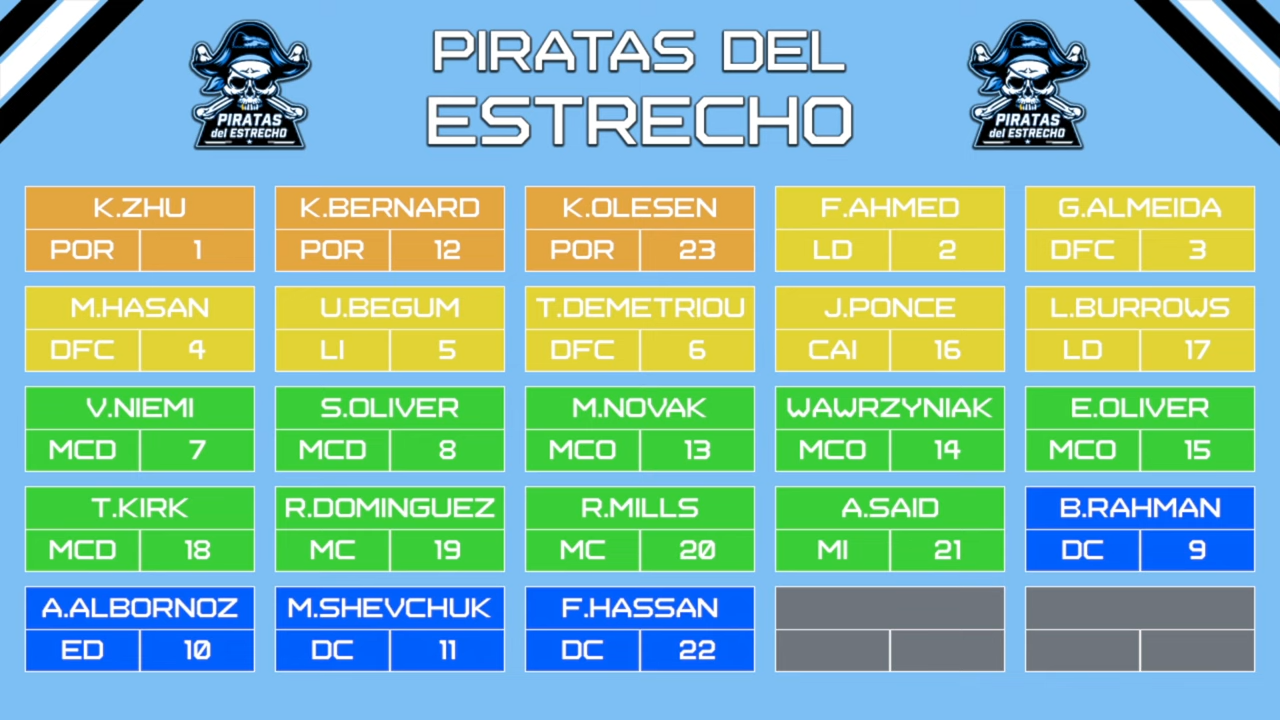 PIRATAS DEL
ESTRECHO
PIRATAS
del ESTRECHO
PIRATAS
del ESTRECHO
K.ZHU
POR 1
K.BERNARD
POR 12
K.OLESEN
POR 23
F.AHMED
LD 2
G.ALMEIDA
DFC 3
M.HASAN
DFC 4
U.BEGUM
LI 5
T.DEMETRIOU
DFC 6
J.PONCE
CAI 16
L.BURROWS
LD 17
V.NIEMI
MCD 7
S.OLIVER
MCD 8
M.NOVAK
MCO 13
WAWRZYNIAK
MCO 14
E.OLIVER
MCO 15
T.KIRK
MCD 18
R.DOMINGUEZ
MC 19
R.MILLS
MC 20
A.SAID
MI 21
B.RAHMAN
DC 9
A.ALBORNOZ
ED 10
M.SHEVCHUK
DC 11
F.HASSAN
DC 22